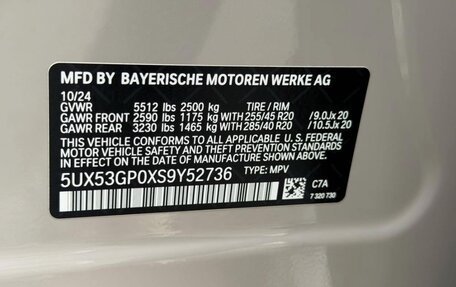 MFD BY BAYERISCHE MOTOREN WERKE AG
10/24
GVWR 5512 lbs 2500 kg TIRE / RIM
GAWR FRONT 2590 lbs 1175 kg WITH 255/45 R20 /9.0Jx 20
GAWR REAR 3230 lbs 1465 kg WITH 285/40 R20 /10.5Jx 20
THIS VEHICLE CONFORMS TO ALL APPLICABLE U. S. FEDERAL
MOTOR VEHICLE SAFETY AND THEFT PREVENTION STANDARDS
IN EFFECT ON THE DATE OF MANUFACTURE SHOWN ABOVE.
5UX53GP0XS9Y52736 TYPE: MPV
C7A
7 320 730